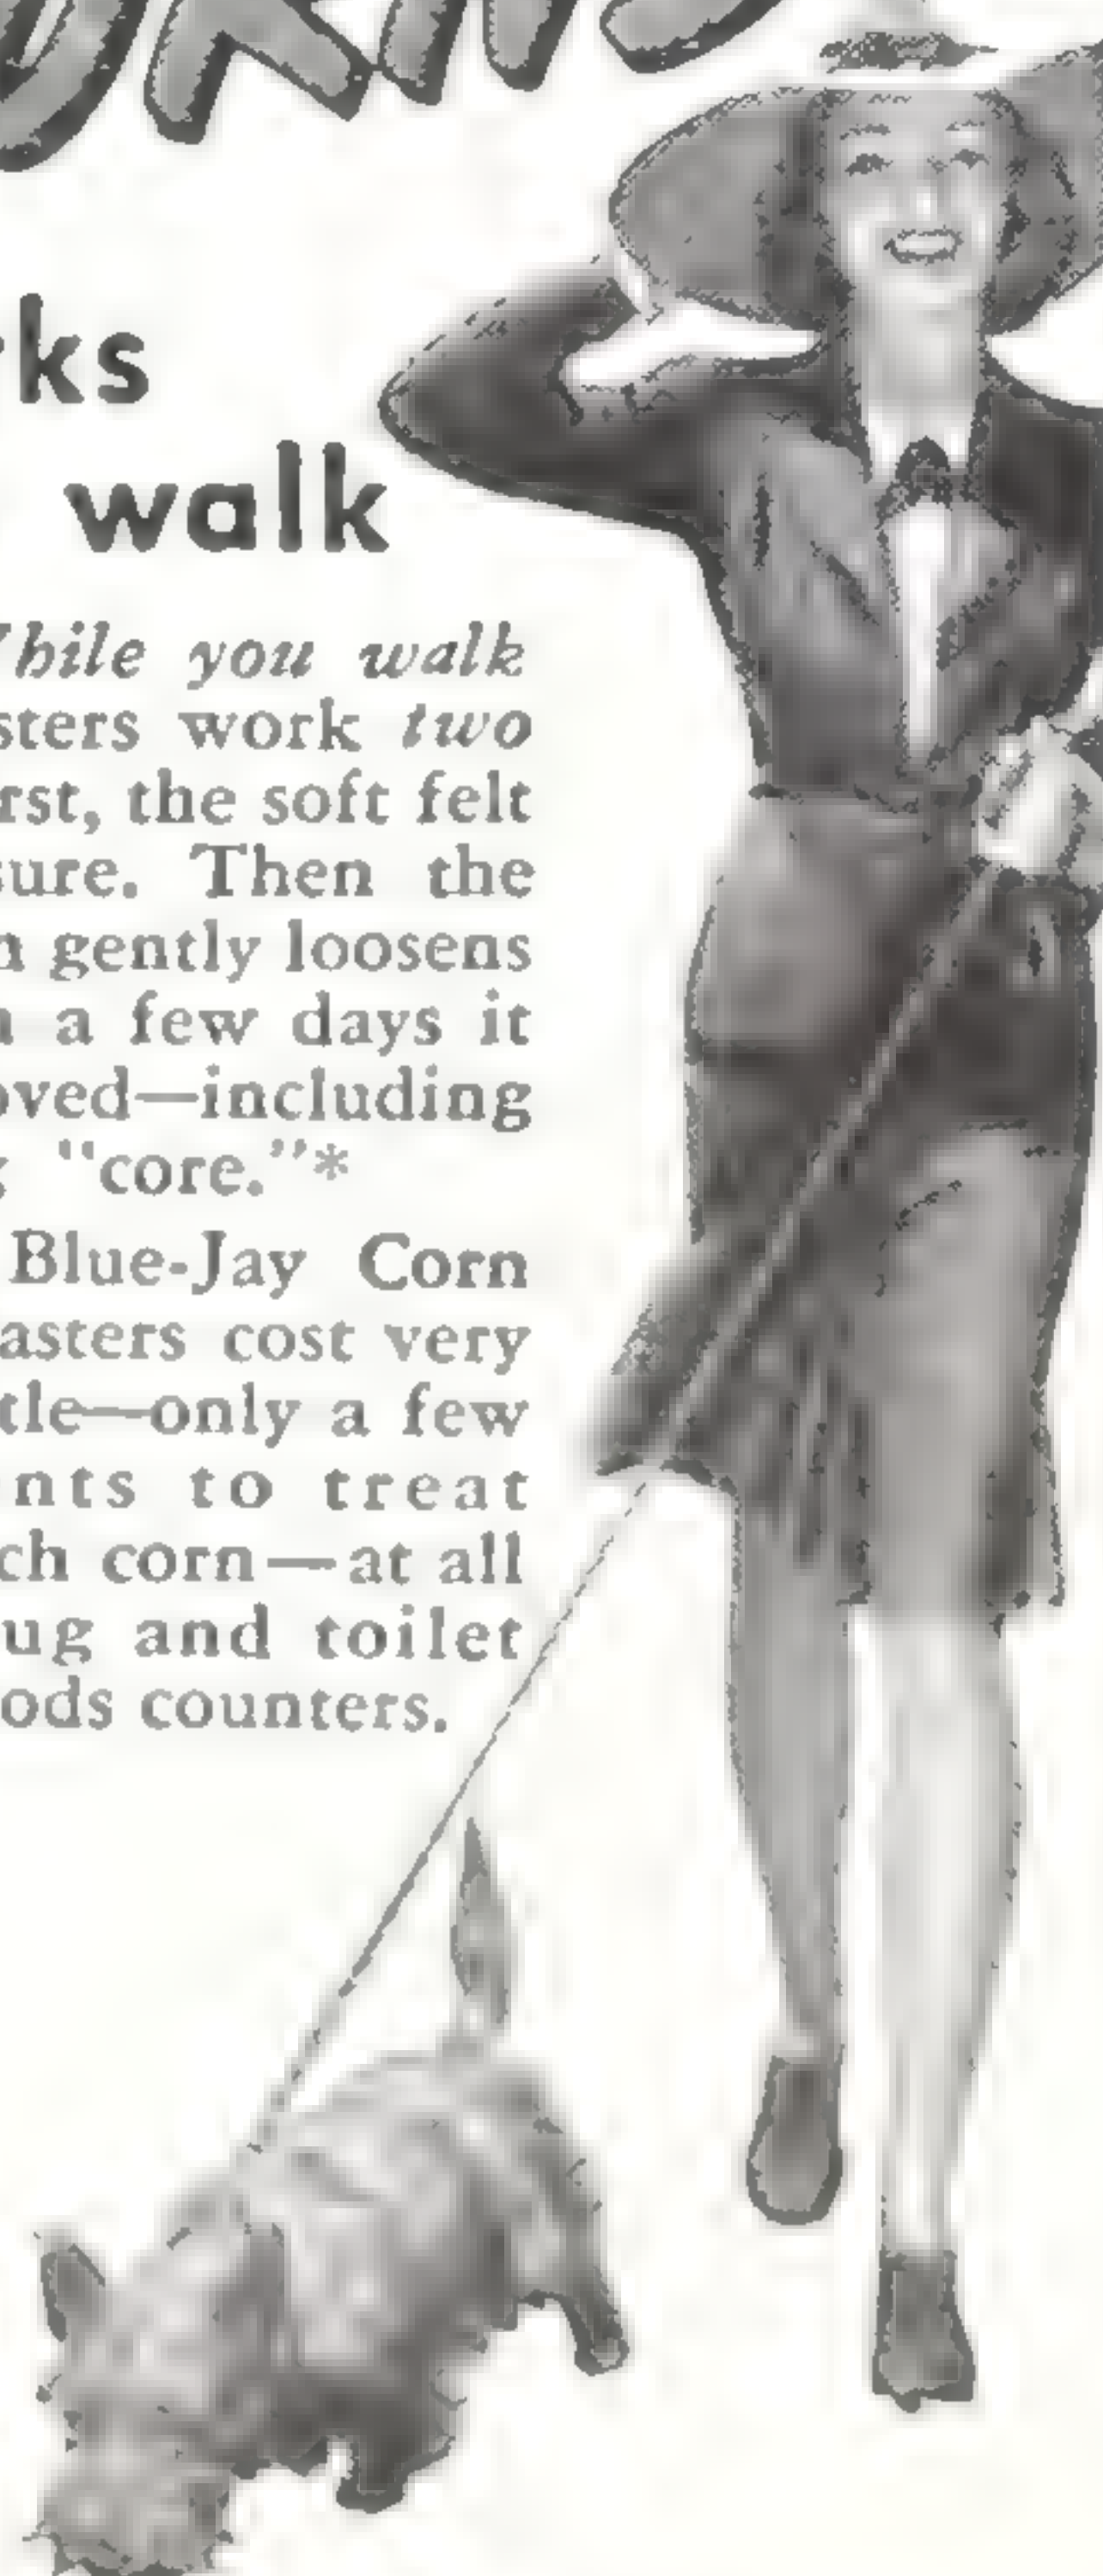 ks
walk
hile you walk
sters work two
rst, the soft felt
sure. Then the
n gently loosens
a few days it
oved—including
"core."*
Blue-Jay Corn
asters cost very
tle—only a few
nts to treat
ch corn—at all
ug and toilet
ods counters.